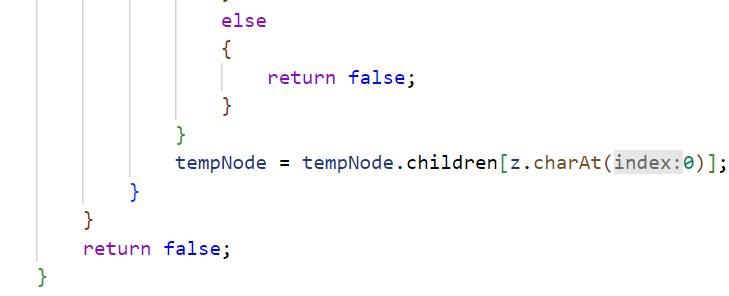 else
{
return false;
}
}
tempNode = tempNode.children[z.charAt(index:0)];
}
}
return false;
}